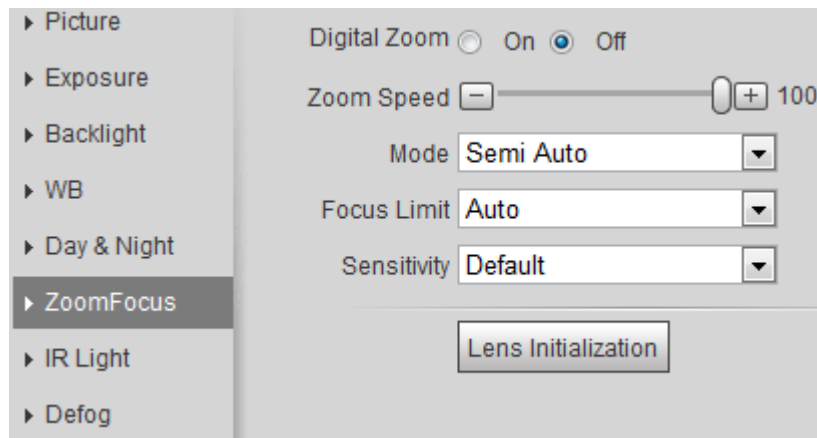 Picture
Exposure
Backlight
WB
Day & Night
ZoomFocus
IR Light
Defog
Digital Zoom On Off
Zoom Speed - + 100
Mode Semi Auto
Focus Limit Auto
Sensitivity Default
Lens Initialization